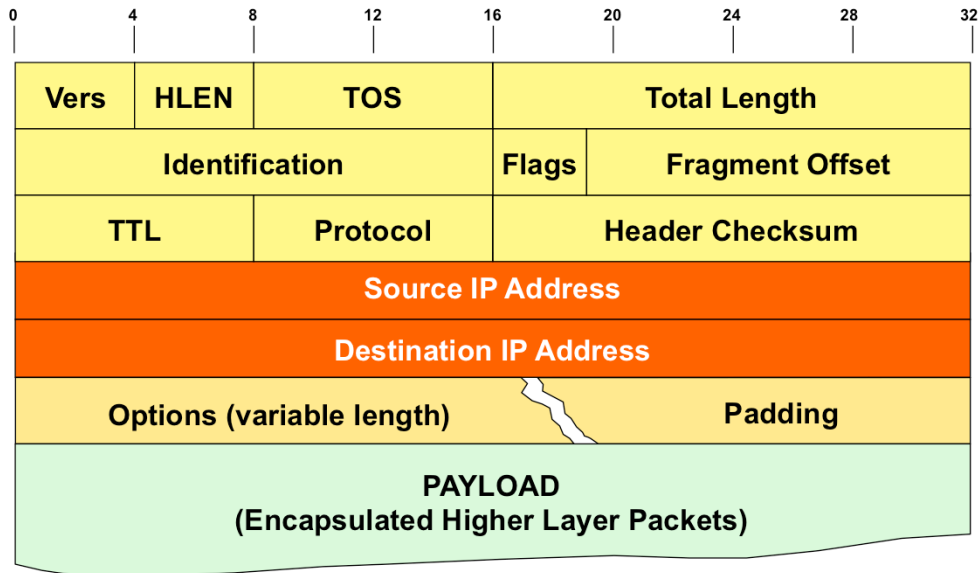 0 4 8 12 16 20 24 28 32
Vers HLEN TOS Total Length
Identification Flags Fragment Offset
TTL Protocol Header Checksum
Source IP Address
Destination IP Address
Options (variable length) Padding
PAYLOAD
(Encapsulated Higher Layer Packets)